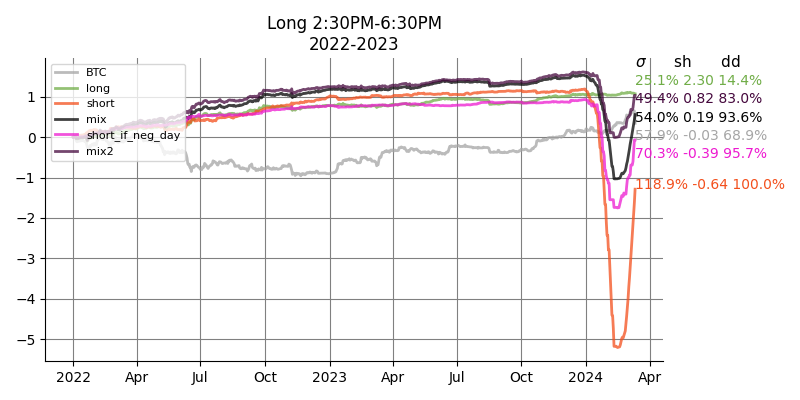 Long 2:30PM-6:30PM
2022-2023
σ sh dd
25.1% 2.30 14.4%
49.4% 0.82 83.0%
54.0% 0.19 93.6%
57.9% -0.03 68.9%
70.3% -0.39 95.7%
118.9% -0.64 100.0%
BTC
long
short
mix
short_if_neg_day
mix2
1
0
−1
−2
−3
−4
−5
2022 Apr Jul Oct 2023 Apr Jul Oct 2024 Apr